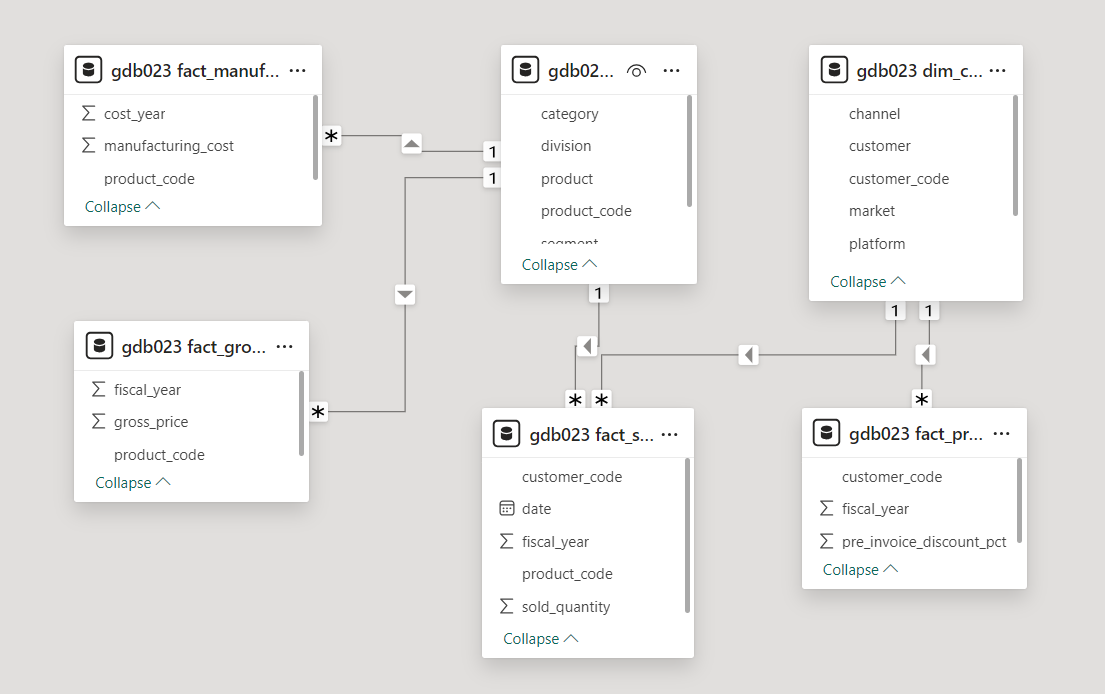 gdb023 fact_manuf...
cost_year
manufacturing_cost
product_code
Collapse
*
1
1
gdb02...
category
division
product
product_code
segment
Collapse
1
gdb023 dim_c...
channel
customer
customer_code
market
platform
Collapse
1
1
gdb023 fact_gro...
fiscal_year
gross_price
product_code
Collapse
*
*
*
gdb023 fact_s...
customer_code
date
fiscal_year
product_code
sold_quantity
Collapse
*
gdb023 fact_pr...
customer_code
fiscal_year
pre_invoice_discount_pct
Collapse